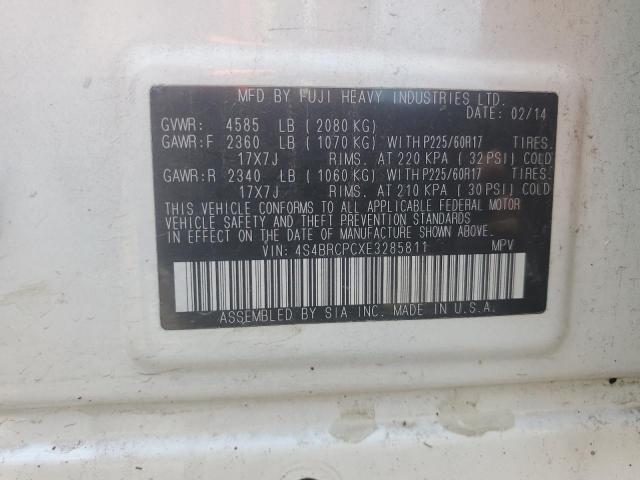 MFD BY FUJI HEAVY INDUSTRIES LTD.
DATE: 02/14
GVWR: 4585 LB ( 2080 KG)
GAWR:F 2360 LB ( 1070 KG) WITH P225/60R17 TIRES.
17X7J RIMS. AT 220 KPA ( 32 PSI) COLD
GAWR:R 2340 LB ( 1060 KG) WITH P225/60R17 TIRES.
17X7J RIMS. AT 210 KPA ( 30 PSI) COLD
THIS VEHICLE CONFORMS TO ALL APPLICABLE FEDERAL MOTOR
VEHICLE SAFETY AND THEFT PREVENTION STANDARDS
IN EFFECT ON THE DATE OF MANUFACTURE SHOWN ABOVE.
VIN: 4S4BRCPCXE3285811 MPV
ASSEMBLED BY SIA INC. MADE IN U.S.A.